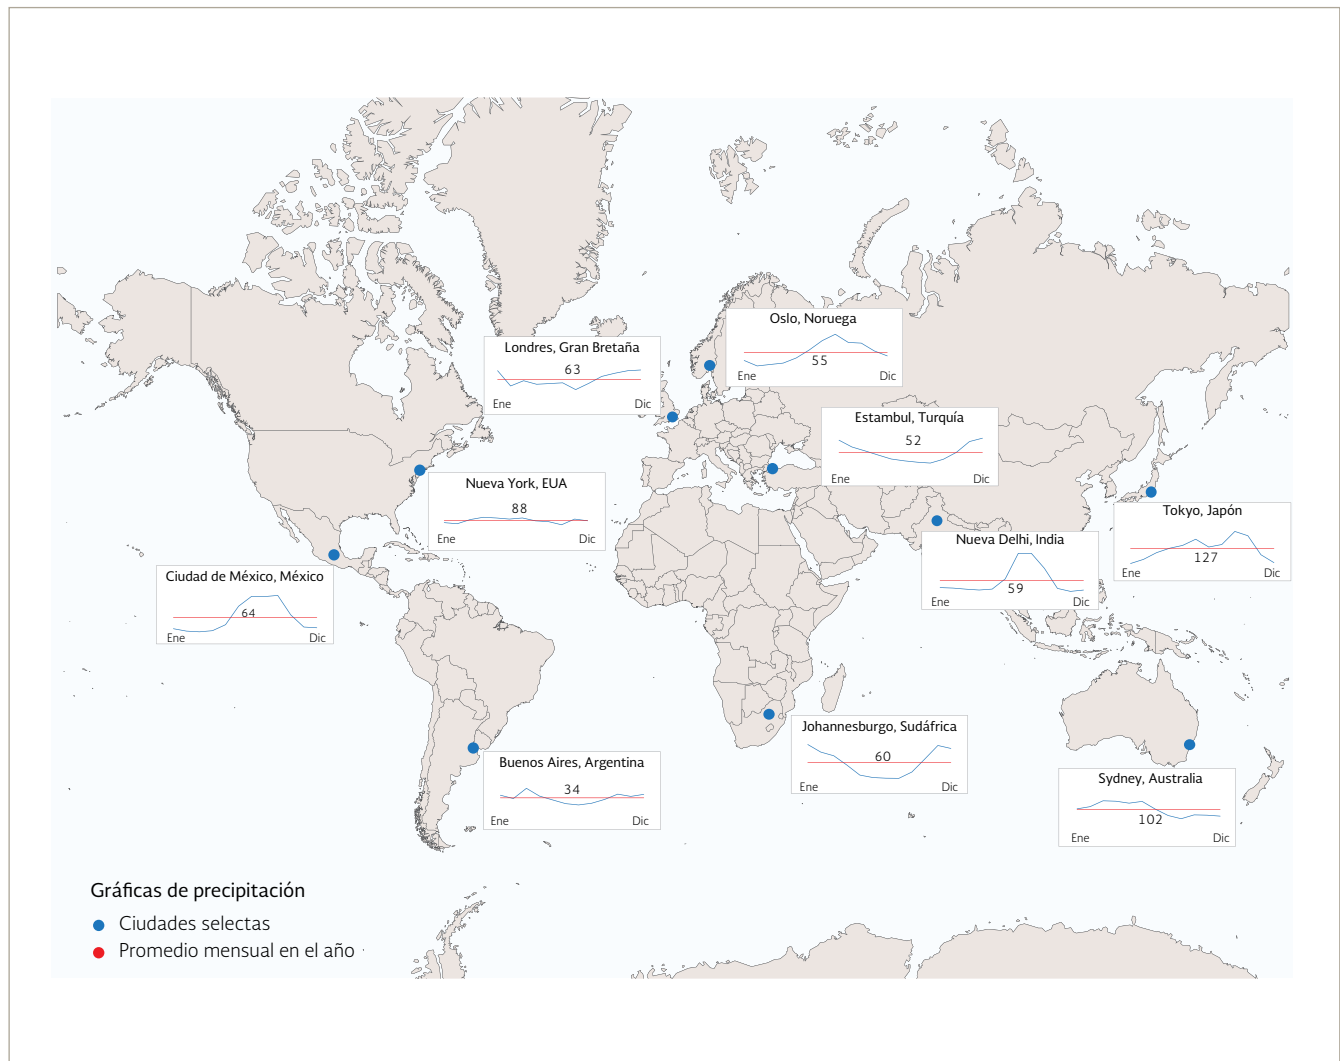 Oslo, Noruega
55
Ene
Dic
Londres, Gran Bretaña
63
Ene
Dic
Estambul, Turquía
52
Ene
Dic
Nueva York, EUA
88
Ene
Dic
Tokyo, Japón
127
Ene
Dic
Nueva Delhi, India
59
Ene
Dic
Ciudad de México, México
64
Ene
Dic
Johannesburgo, Sudáfrica
60
Ene
Dic
Buenos Aires, Argentina
34
Ene
Dic
Sydney, Australia
102
Ene
Dic
Gráficas de precipitación
Ciudades selectas
Promedio mensual en el año